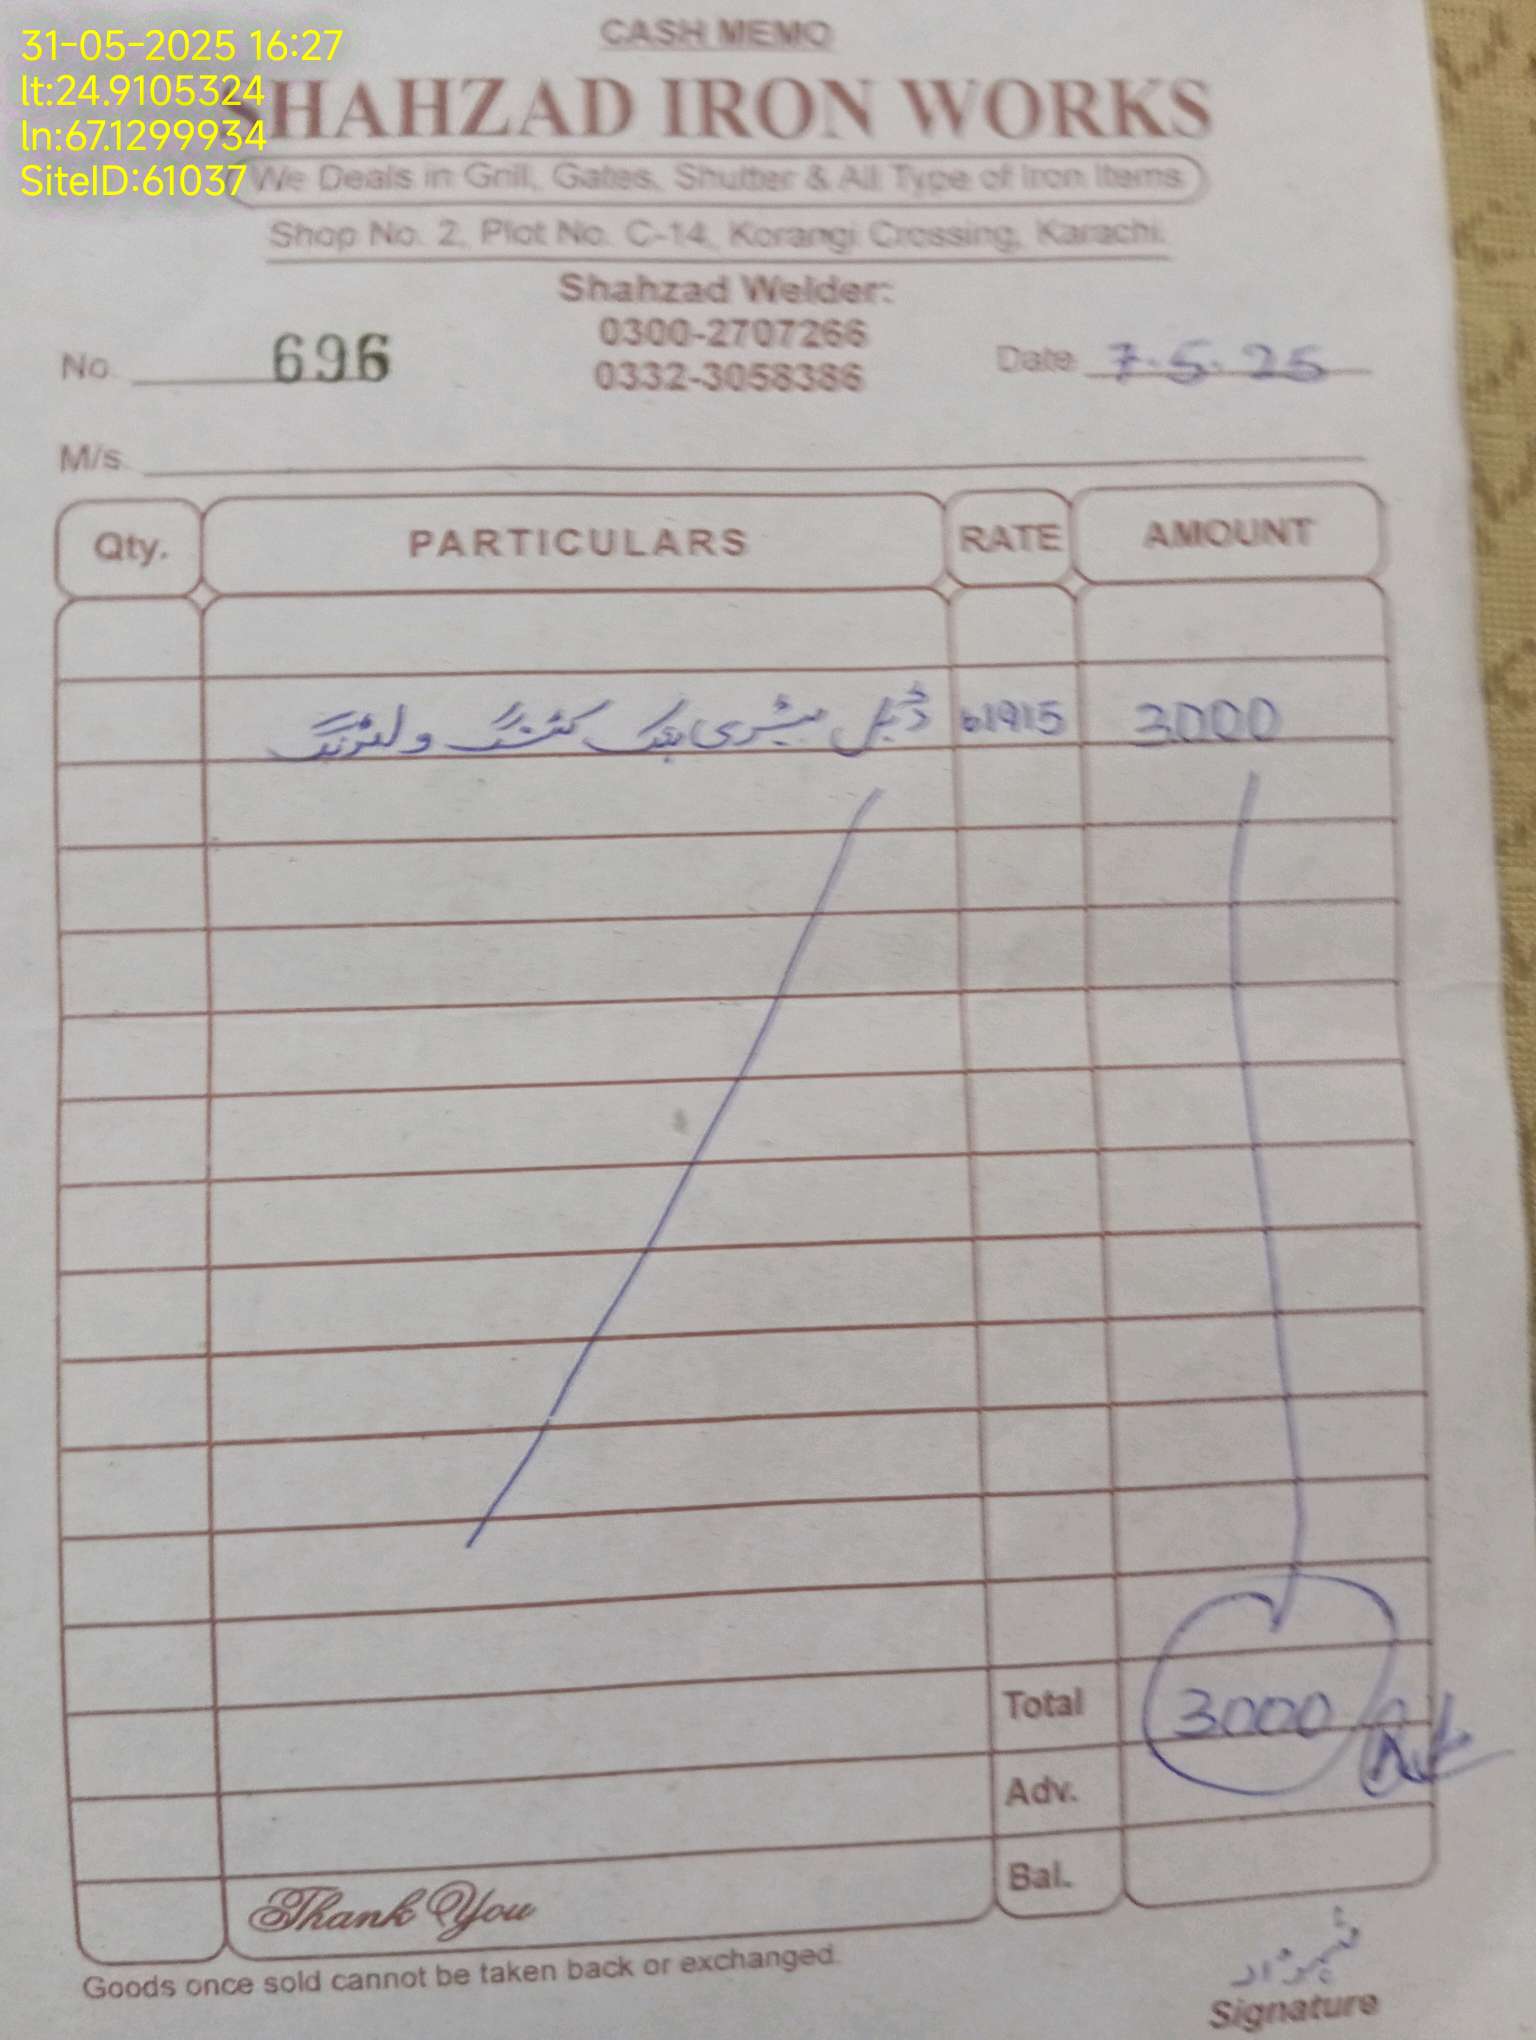 31-05-2025 16:27
lt:24.9105324
ln:67.1299934
SiteID:61037
CASH MEMO
SHAHZAD IRON WORKS
We Deals in Grill, Gates, Shutter & All Type of Iron Items
Shop No. 2, Plot No. C-14, Korangi Crossing, Karachi.
Shahzad Welder:
0300-2707266
0332-3058386
No. 696
Date 7.5.25
M/s.
Qty. PARTICULARS RATE AMOUNT
ڈبل بیٹری بیک کٹنگ ولڈنگ 61915 3000
Total 3000
Adv.
Bal.
Thank You
Goods once sold cannot be taken back or exchanged.
شہزاد
Signature